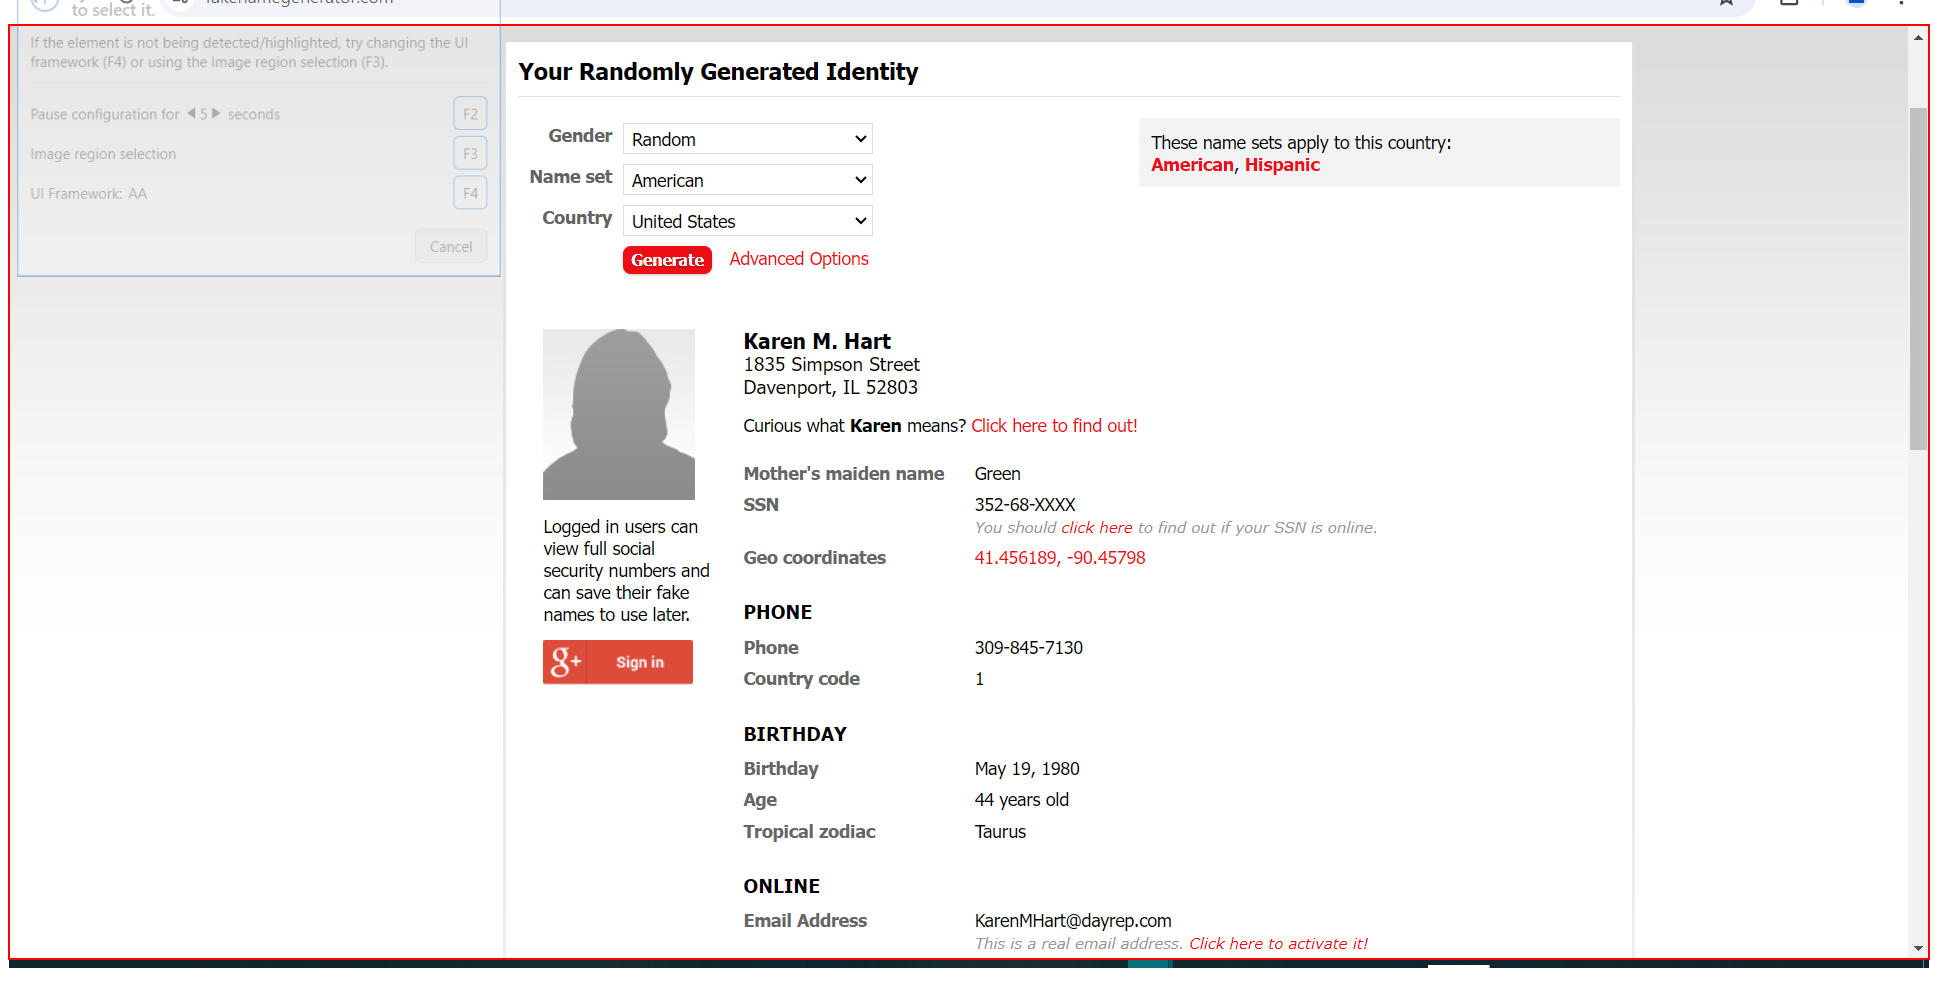 to select it.
fakenamegenerator.com
If the element is not being detected/highlighted, try changing the UI
framework (F4) or using the Image region selection (F3).
Pause configuration for 5 seconds F2
Image region selection F3
UI Framework: AA F4
Cancel
Your Randomly Generated Identity
Gender Random
Name set American
Country United States
Generate Advanced Options
These name sets apply to this country:
American, Hispanic
Karen M. Hart
1835 Simpson Street
Davenport, IL 52803
Curious what Karen means? Click here to find out!
Mother's maiden name Green
SSN 352-68-XXXX
You should click here to find out if your SSN is online.
Geo coordinates 41.456189, -90.45798
Logged in users can
view full social
security numbers and
can save their fake
names to use later.
g+ Sign in
PHONE
Phone 309-845-7130
Country code 1
BIRTHDAY
Birthday May 19, 1980
Age 44 years old
Tropical zodiac Taurus
ONLINE
Email Address KarenMHart@dayrep.com
This is a real email address. Click here to activate it!